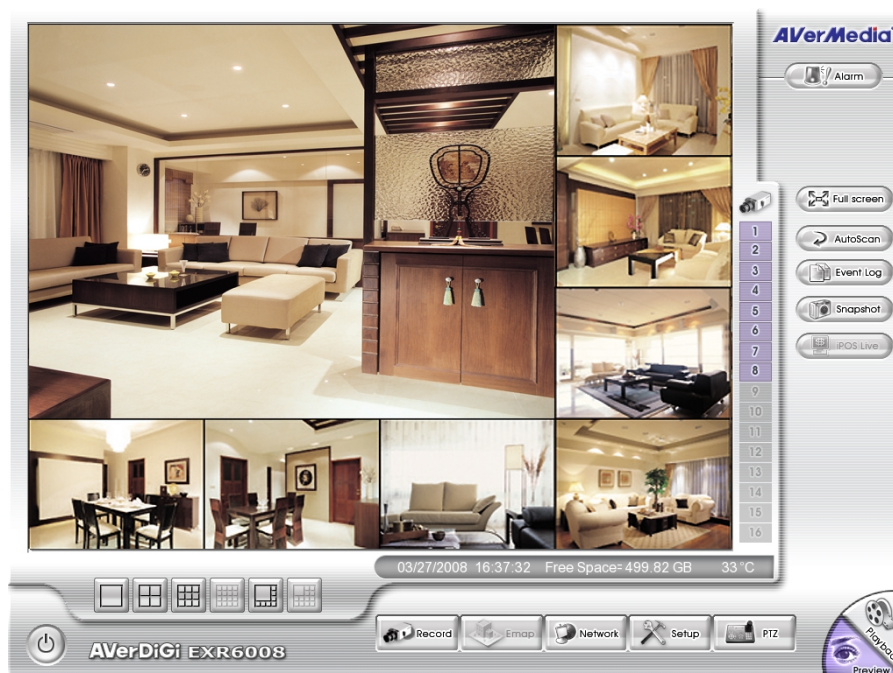 AVerMedia
Alarm
Full screen
AutoScan
Event Log
Snapshot
iPOS Live
1
2
3
4
5
6
7
8
9
10
11
12
13
14
15
16
03/27/2008 16:37:32 Free Space=499.82 GB 33°C
Record
Emap
Network
Setup
PTZ
AVerDiGi EXR6008
Playback
Preview